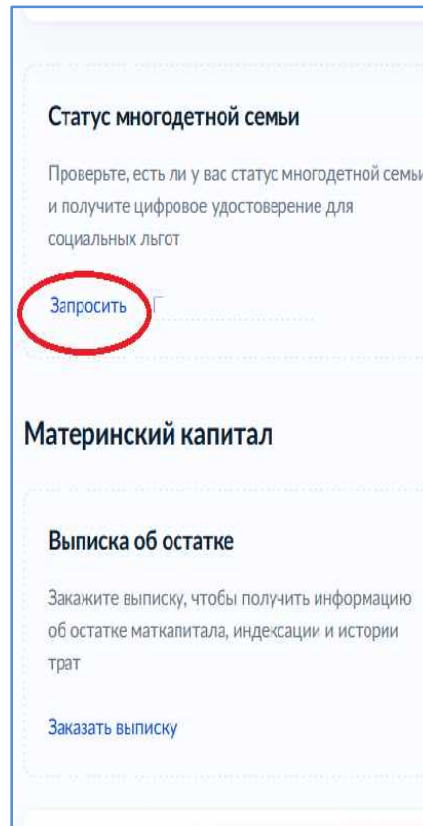 Статус многодетной семьи
Проверьте, есть ли у вас статус многодетной семьи
и получите цифровое удостоверение для
социальных льгот
Запросить
Материнский капитал
Выписка об остатке
Закажите выписку, чтобы получить информацию
об остатке маткапитала, индексации и истории
трат
Заказать выписку